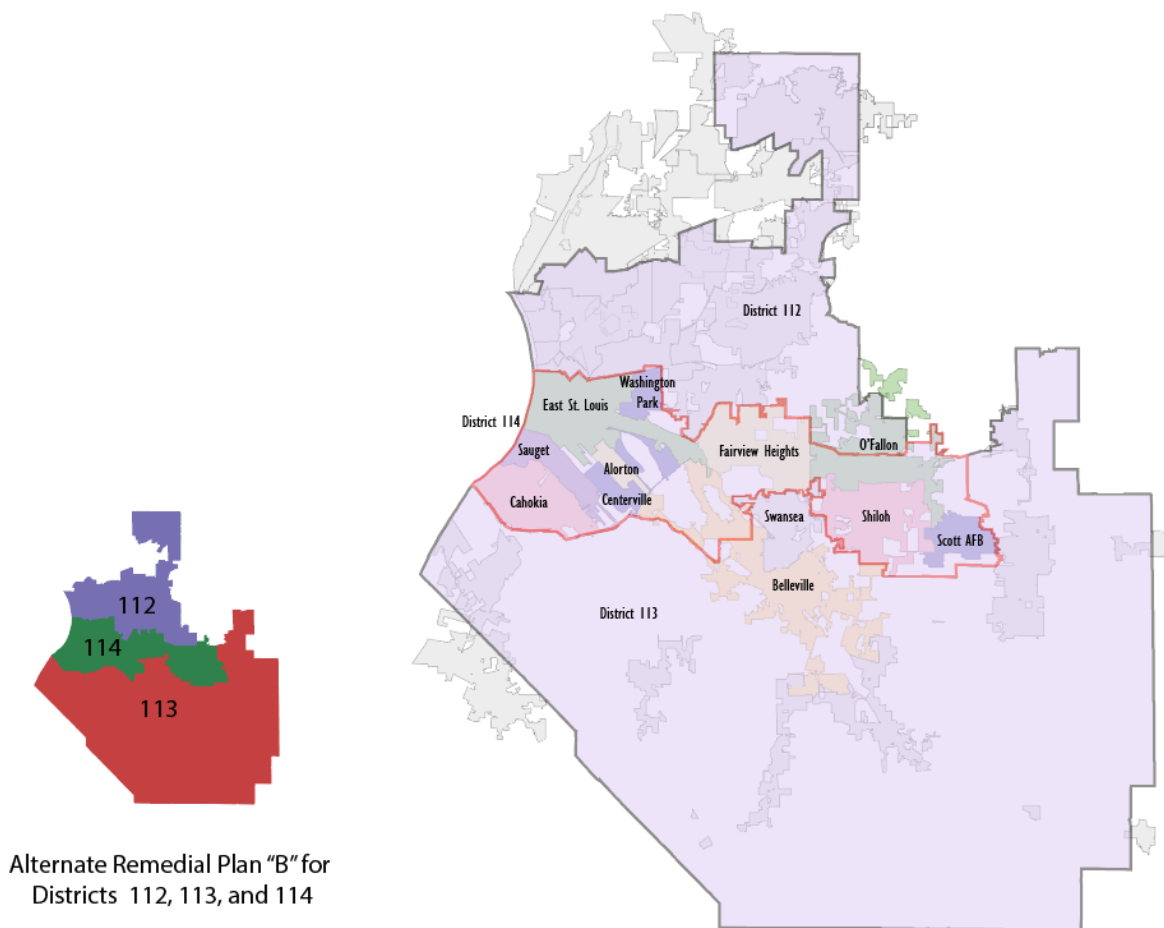 District 112
Washington
Park
East St. Louis
District 114
O'Fallon
Fairview Heights
Sauget
Alorton
Centerville
Cahokia
Swansea
Shiloh
Scott AFB
Belleville
District 113
112
114
113
Alternate Remedial Plan “B” for
Districts 112, 113, and 114